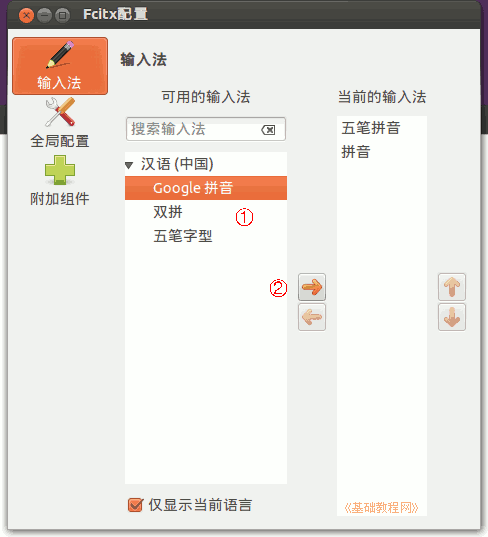 Fcitx配置
输入法
全局配置
附加组件
输入法
可用的输入法
搜索输入法
汉语 (中国)
Google 拼音
双拼
①
五笔字型
②
仅显示当前语言
当前的输入法
五笔拼音
拼音
《基础教程网》